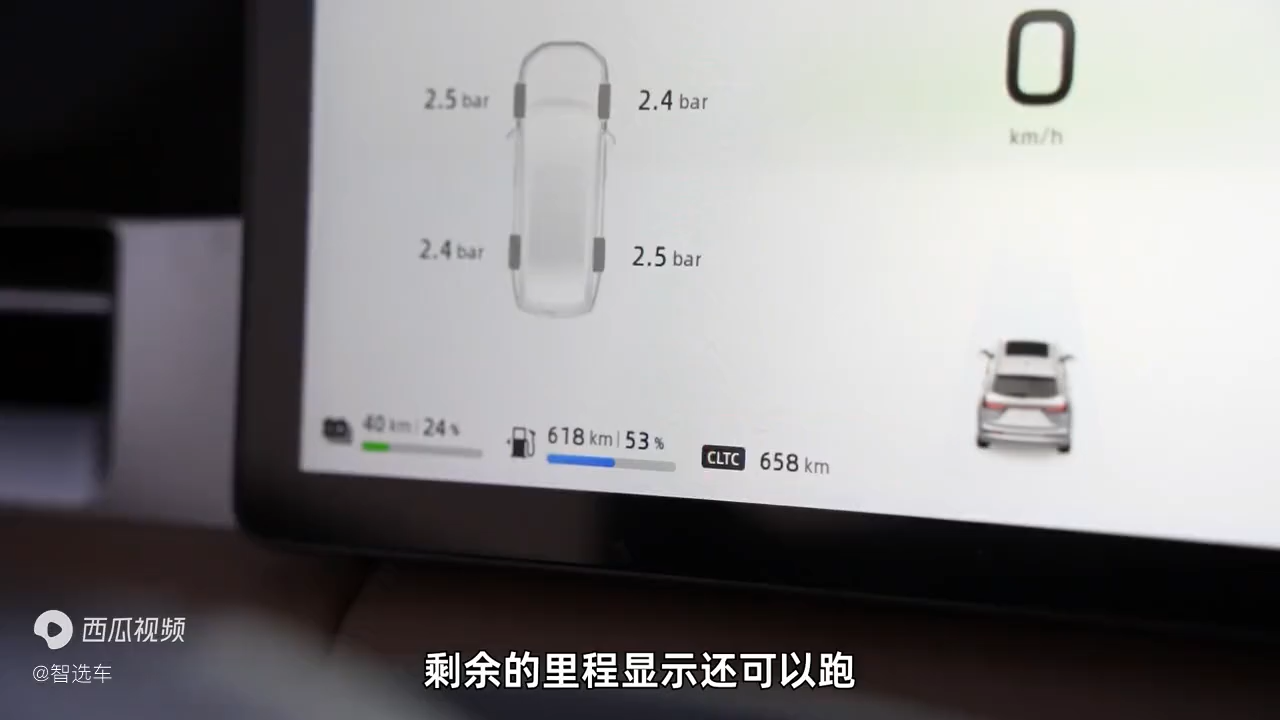 0
km/h
2.5 bar
2.4 bar
2.4 bar
2.5 bar
40 km | 24 %
618 km | 53 %
CLTC 658 km
西瓜视频
@智选车
剩余的里程显示还可以跑